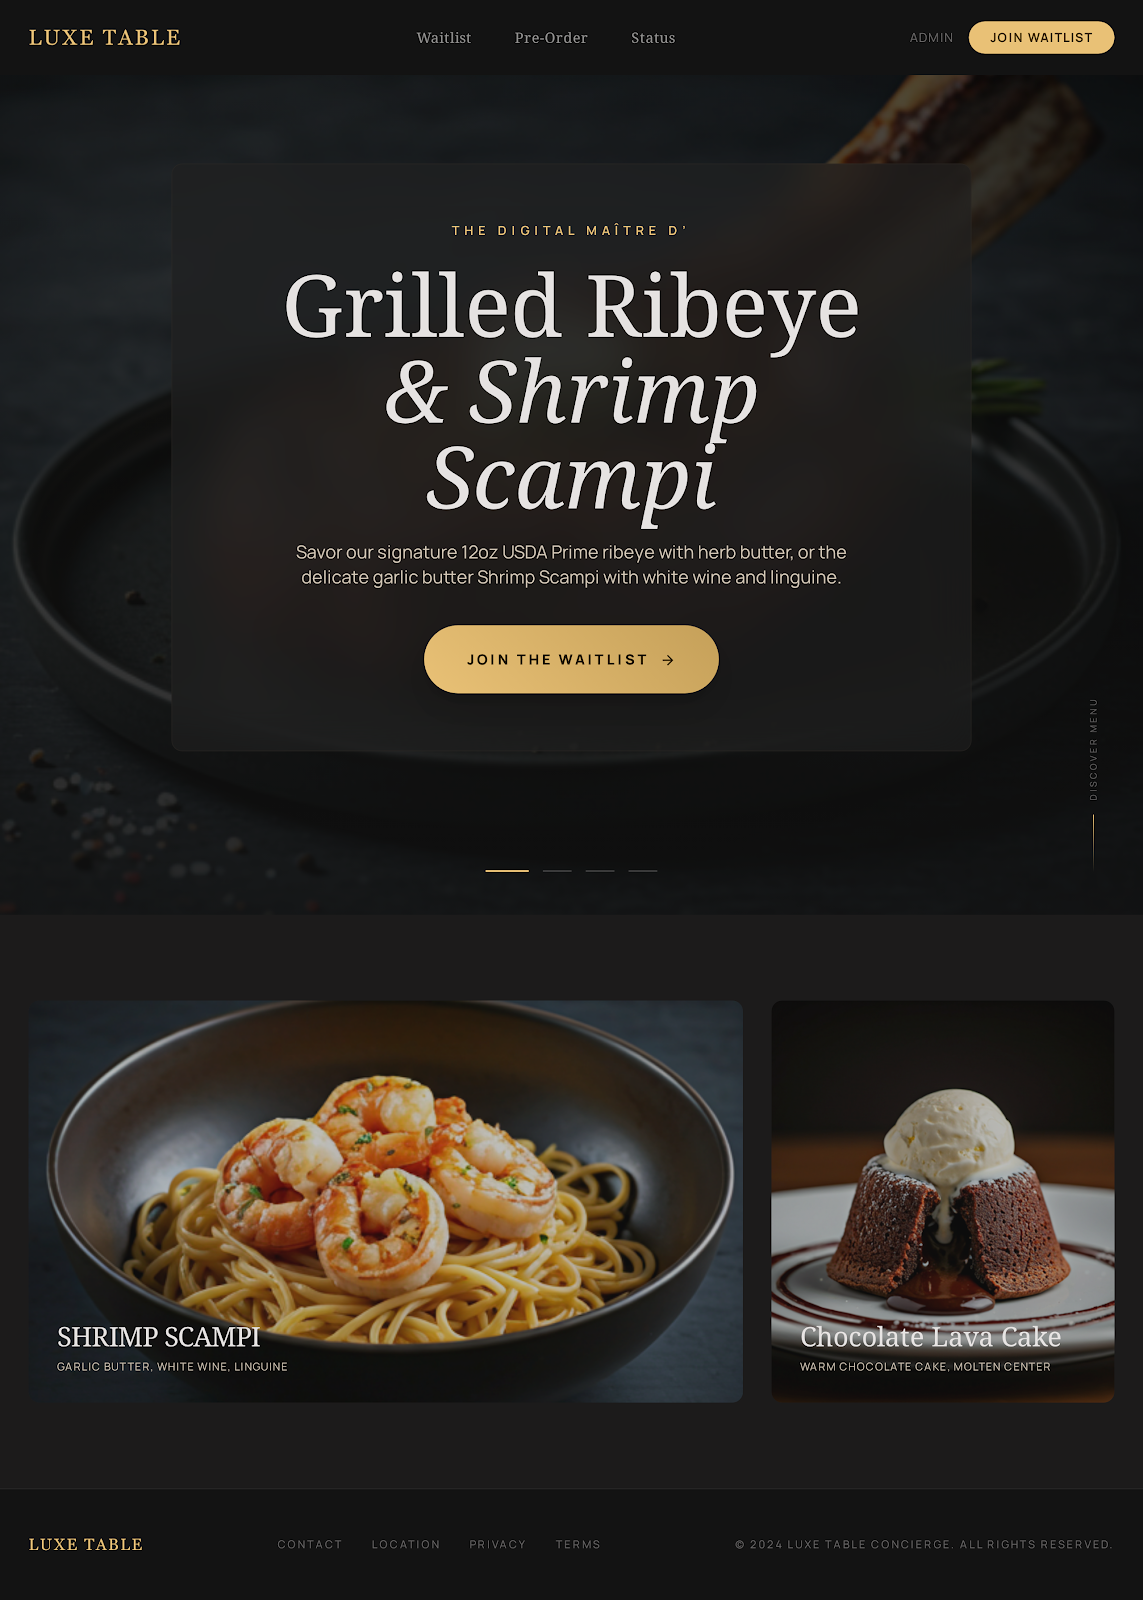 LUXE TABLE
Waitlist
Pre-Order
Status
ADMIN
JOIN WAITLIST
THE DIGITAL MAÎTRE D'
Grilled Ribeye
& Shrimp
Scampi
Savor our signature 12oz USDA Prime ribeye with herb butter, or the
delicate garlic butter Shrimp Scampi with white wine and linguine.
JOIN THE WAITLIST →
DISCOVER MENU
SHRIMP SCAMPI
GARLIC BUTTER, WHITE WINE, LINGUINE
Chocolate Lava Cake
WARM CHOCOLATE CAKE, MOLTEN CENTER
LUXE TABLE
CONTACT
LOCATION
PRIVACY
TERMS
© 2024 LUXE TABLE CONCIERGE. ALL RIGHTS RESERVED.